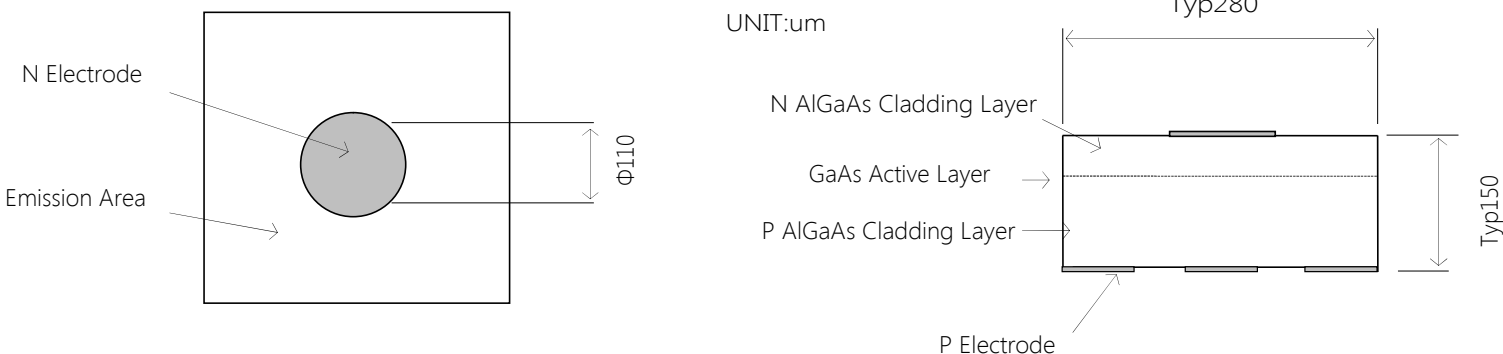 N Electrode
Emission Area
Φ110
UNIT:um
Typ280
N AlGaAs Cladding Layer
GaAs Active Layer
P AlGaAs Cladding Layer
P Electrode
Typ150